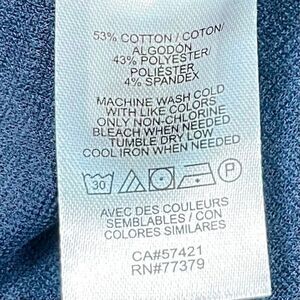 53% COTTON / COTON/
ALGODÓN
43% POLYESTER/
POLIÉSTER
4% SPANDEX
MACHINE WASH COLD
WITH LIKE COLORS
ONLY NON-CHLORINE
BLEACH WHEN NEEDED
TUMBLE DRY LOW
COOL IRON WHEN NEEDED
30 P
AVEC DES COULEURS
SEMBLABLES / CON
COLORES SIMILARES
CA#57421
RN#77379